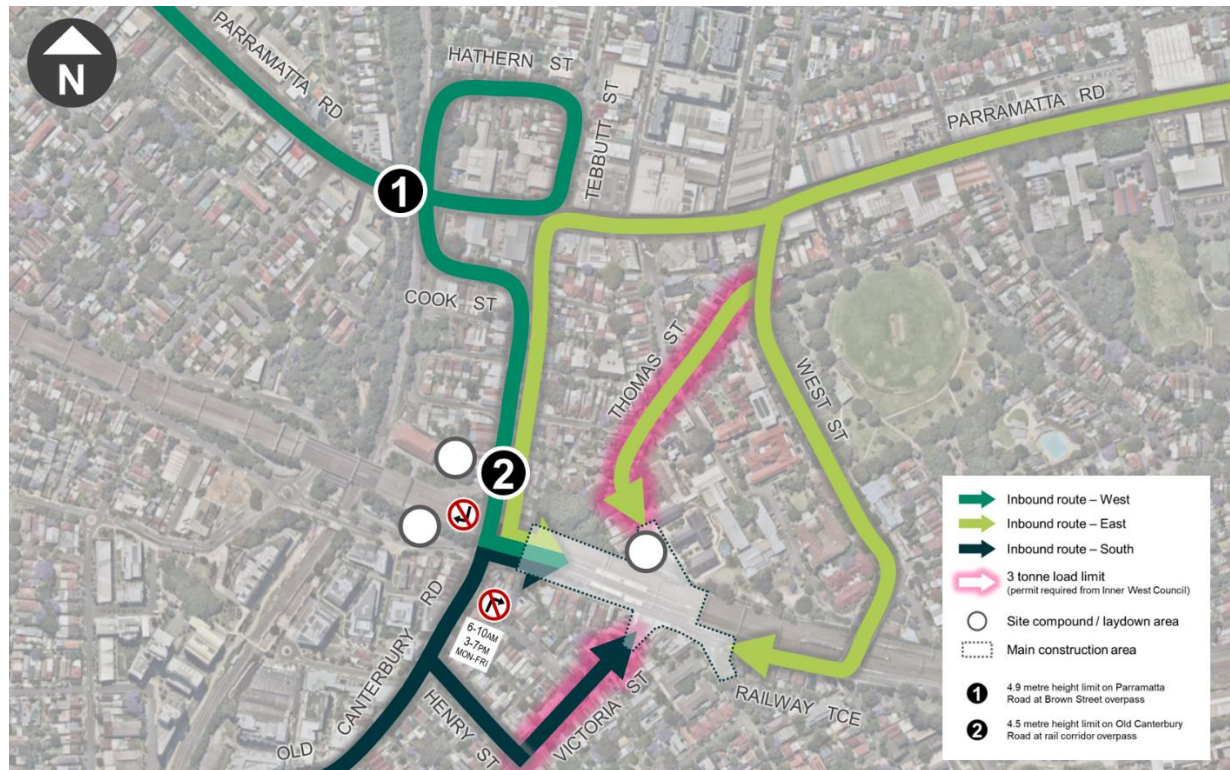 N
PARRAMATTA RD
HATHERN ST
TEBBUTT ST
PARRAMATTA RD
1
COOK ST
THOMAS ST
WEST ST
2
6-10AM
3-7PM
MON-FRI
OLD CANTERBURY RD
HENRY ST
VICTORIA ST
RAILWAY TCE
Inbound route – West
Inbound route – East
Inbound route – South
3 tonne load limit
(permit required from Inner West Council)
Site compound / laydown area
Main construction area
1 4.9 metre height limit on Parramatta
Road at Brown Street overpass
2 4.5 metre height limit on Old Canterbury
Road at rail corridor overpass